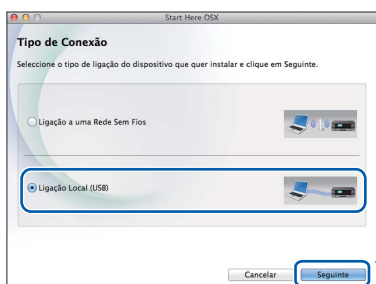 Start Here OSX
Tipo de Conexão
Seleccione o tipo de ligação do dispositivo que quer instalar e clique em Seguinte.
Ligação a uma Rede Sem Fios
Ligação Local (USB)
Cancelar
Seguinte